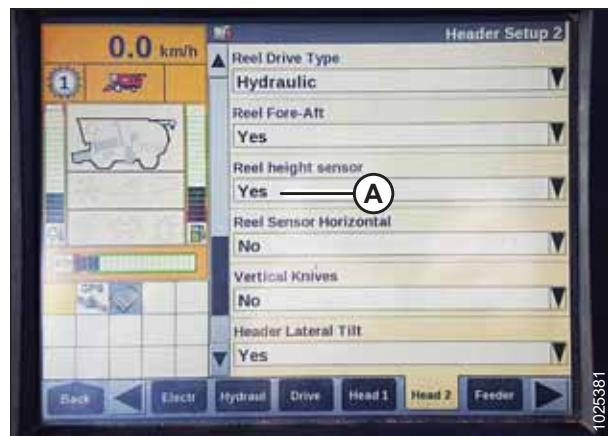 0.0 km/h
Header Setup 2
1
Reel Drive Type
Hydraulic
Reel Fore-Aft
Yes
Reel height sensor
Yes
A
Reel Sensor Horizontal
No
Vertical Knives
No
Header Lateral Tilt
Yes
GPS
Back
Electr
Hydraul
Drive
Head 1
Head 2
Feeder
1025381